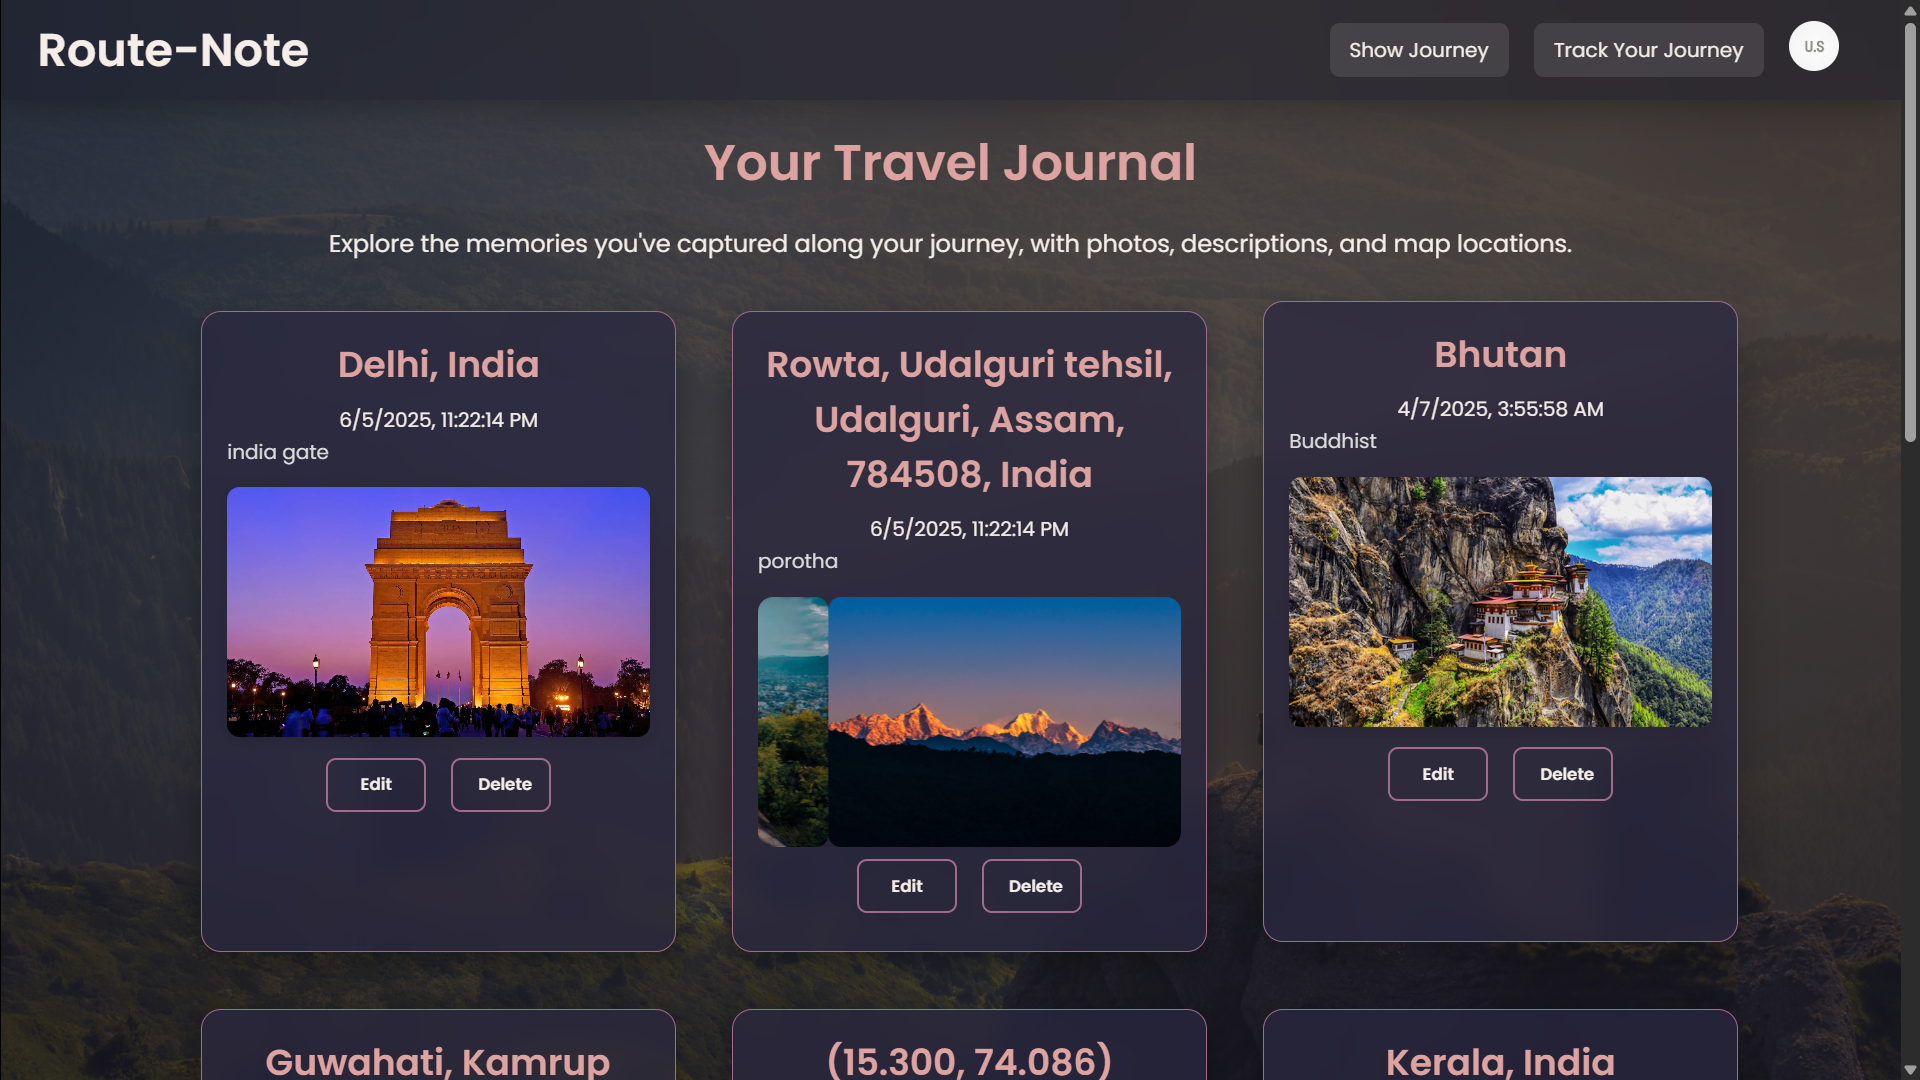 Route-Note
Show Journey
Track Your Journey
U.S
Your Travel Journal
Explore the memories you've captured along your journey, with photos, descriptions, and map locations.
Delhi, India
6/5/2025, 11:22:14 PM
india gate
Edit
Delete
Rowta, Udalguri tehsil,
Udalguri, Assam,
784508, India
6/5/2025, 11:22:14 PM
porotha
Edit
Delete
Bhutan
4/7/2025, 3:55:58 AM
Buddhist
Edit
Delete
Guwahati, Kamrup
(15.300, 74.086)
Kerala, India